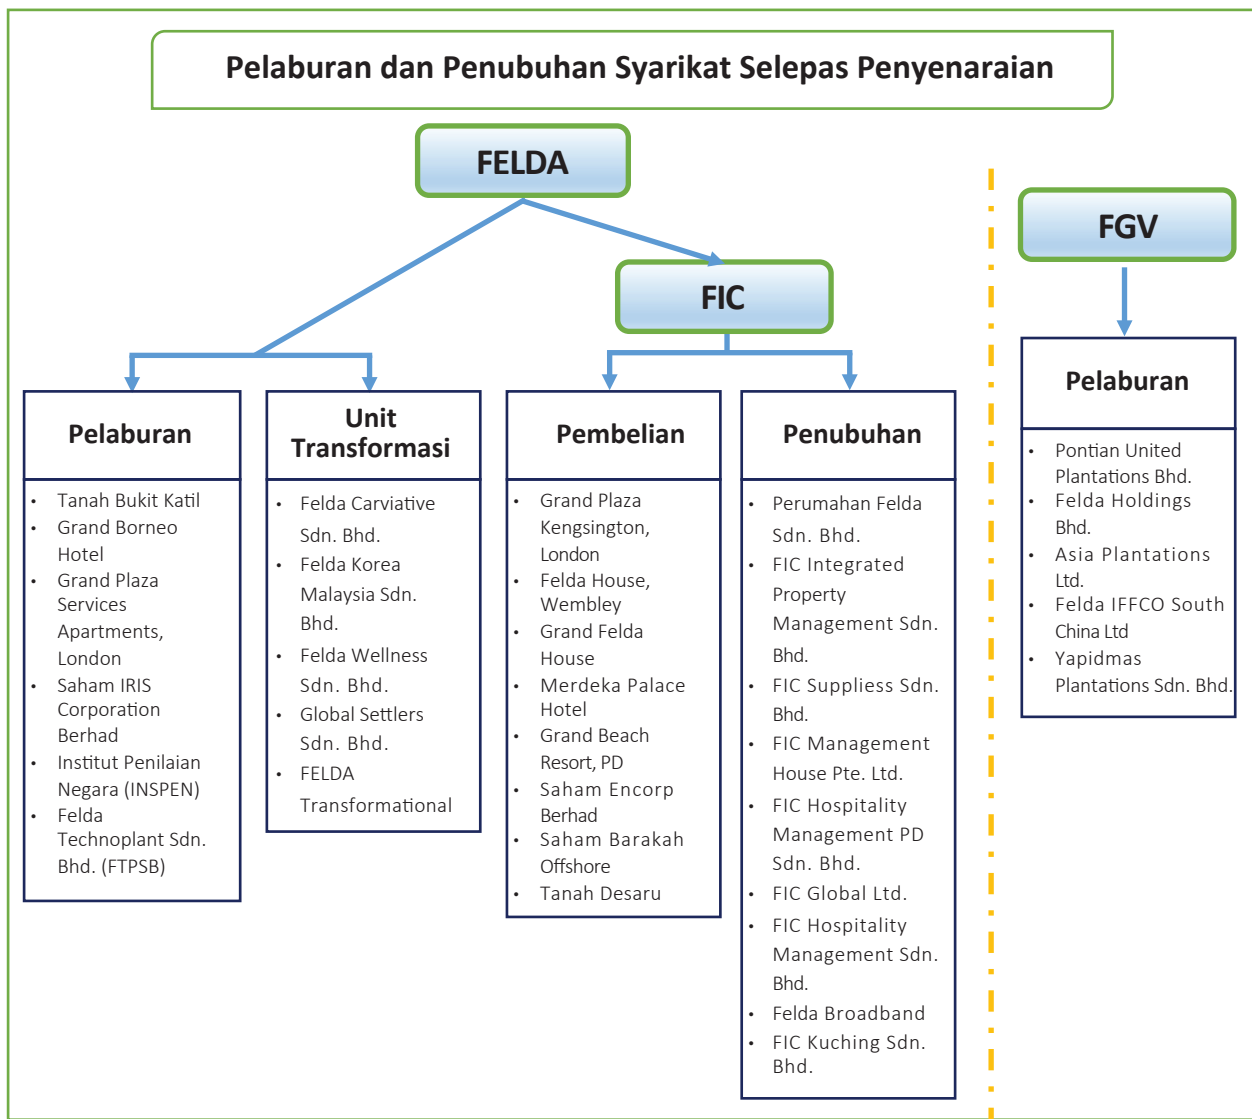 Pelaburan dan Penubuhan Syarikat Selepas Penyenaraian
FELDA
FIC
FGV
Pelaburan
• Tanah Bukit Katil
• Grand Borneo
Hotel
• Grand Plaza
Services
Apartments,
London
• Saham IRIS
Corporation
Berhad
• Institut Penilaian
Negara (INSPEN)
• Felda
Technoplant Sdn.
Bhd. (FTPSB)
Unit
Transformasi
• Felda Carviative
Sdn. Bhd.
• Felda Korea
Malaysia Sdn.
Bhd.
• Felda Wellness
Sdn. Bhd.
• Global Settlers
Sdn. Bhd.
• FELDA
Transformational
Pembelian
• Grand Plaza
Kengsington,
London
• Felda House,
Wembley
• Grand Felda
House
• Merdeka Palace
Hotel
• Grand Beach
Resort, PD
• Saham Encorp
Berhad
• Saham Barakah
Offshore
• Tanah Desaru
Penubuhan
• Perumahan Felda
Sdn. Bhd.
• FIC Integrated
Property
Management Sdn.
Bhd.
• FIC Suppliess Sdn.
Bhd.
• FIC Management
House Pte. Ltd.
• FIC Hospitality
Management PD
Sdn. Bhd.
• FIC Global Ltd.
• FIC Hospitality
Management Sdn.
Bhd.
• Felda Broadband
• FIC Kuching Sdn.
Bhd.
Pelaburan
• Pontian United
Plantations Bhd.
• Felda Holdings
Bhd.
• Asia Plantations
Ltd.
• Felda IFFCO South
China Ltd
• Yapidmas
Plantations Sdn. Bhd.